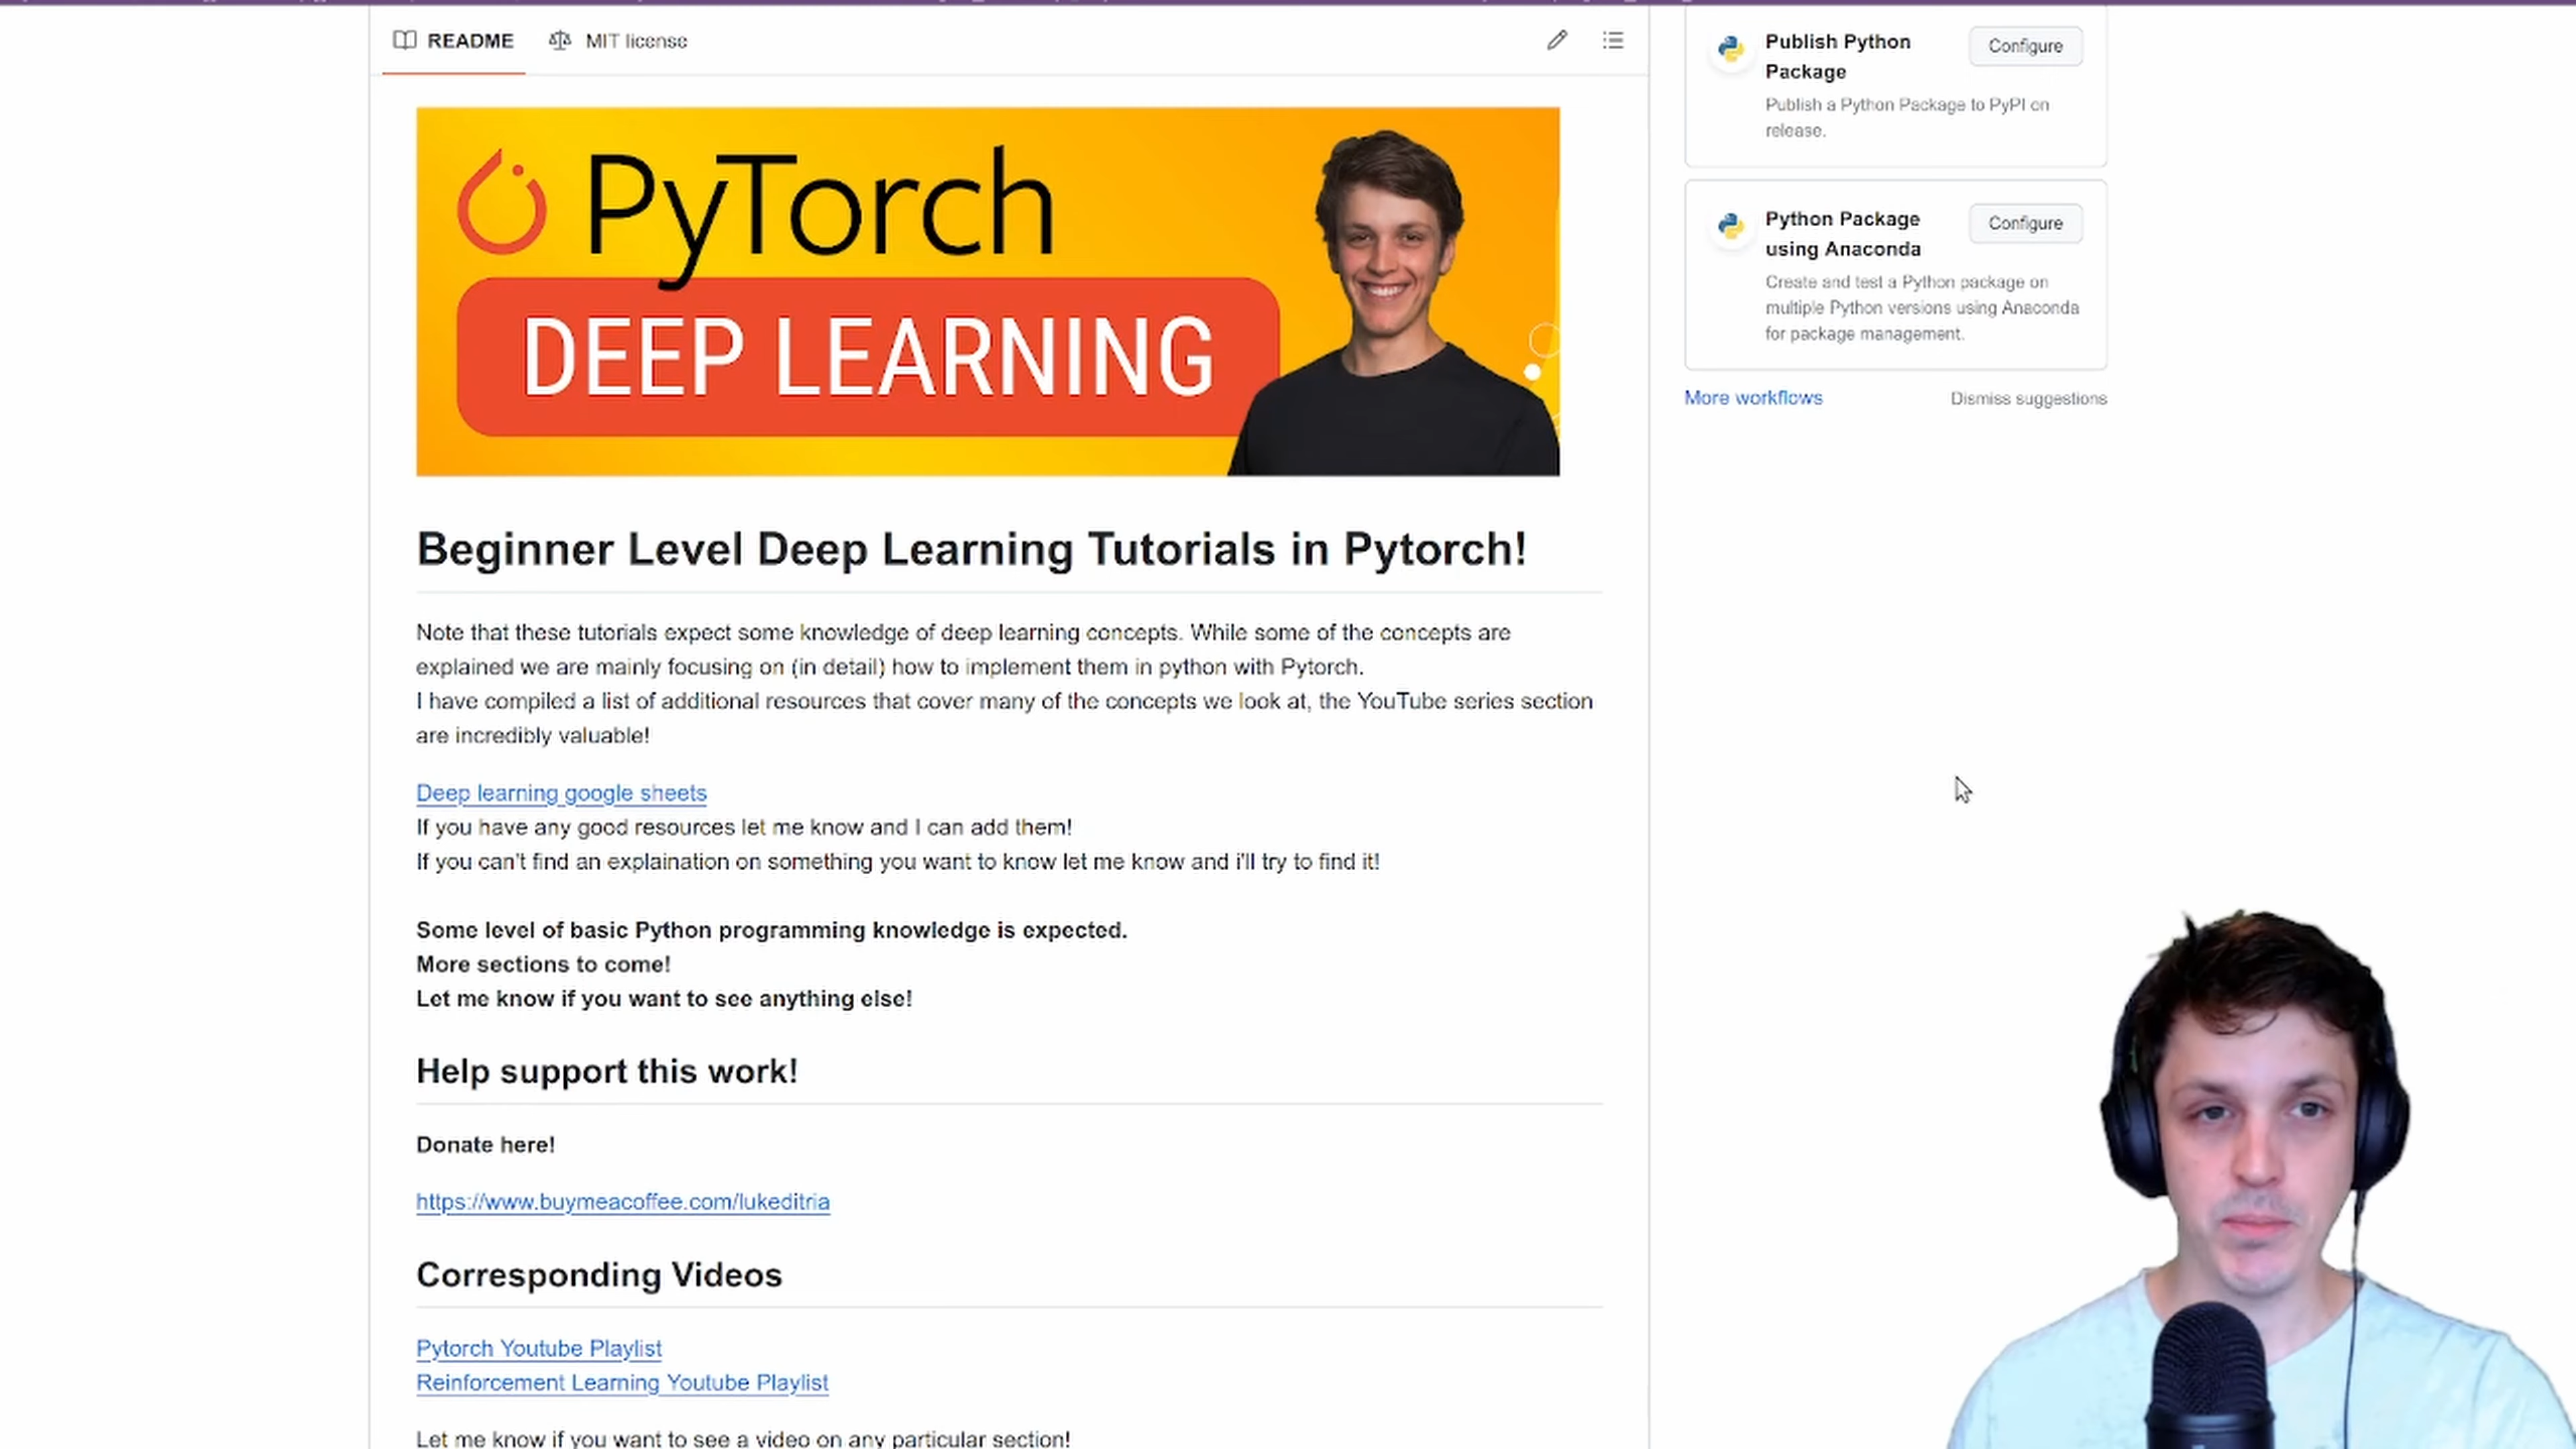 README
MIT license
PyTorch
DEEP LEARNING
Beginner Level Deep Learning Tutorials in Pytorch!
Note that these tutorials expect some knowledge of deep learning concepts. While some of the concepts are
explained we are mainly focusing on (in detail) how to implement them in python with Pytorch.
I have compiled a list of additional resources that cover many of the concepts we look at, the YouTube series section
are incredibly valuable!
Deep learning google sheets
If you have any good resources let me know and I can add them!
If you can't find an explaination on something you want to know let me know and i'll try to find it!
Some level of basic Python programming knowledge is expected.
More sections to come!
Let me know if you want to see anything else!
Help support this work!
Donate here!
https://www.buymeacoffee.com/lukeditria
Corresponding Videos
Pytorch Youtube Playlist
Reinforcement Learning Youtube Playlist
Let me know if you want to see a video on any particular section!
Publish Python
Package
Configure
Publish a Python Package to PyPI on
release.
Python Package
using Anaconda
Configure
Create and test a Python package on
multiple Python versions using Anaconda
for package management.
More workflows
Dismiss suggestions